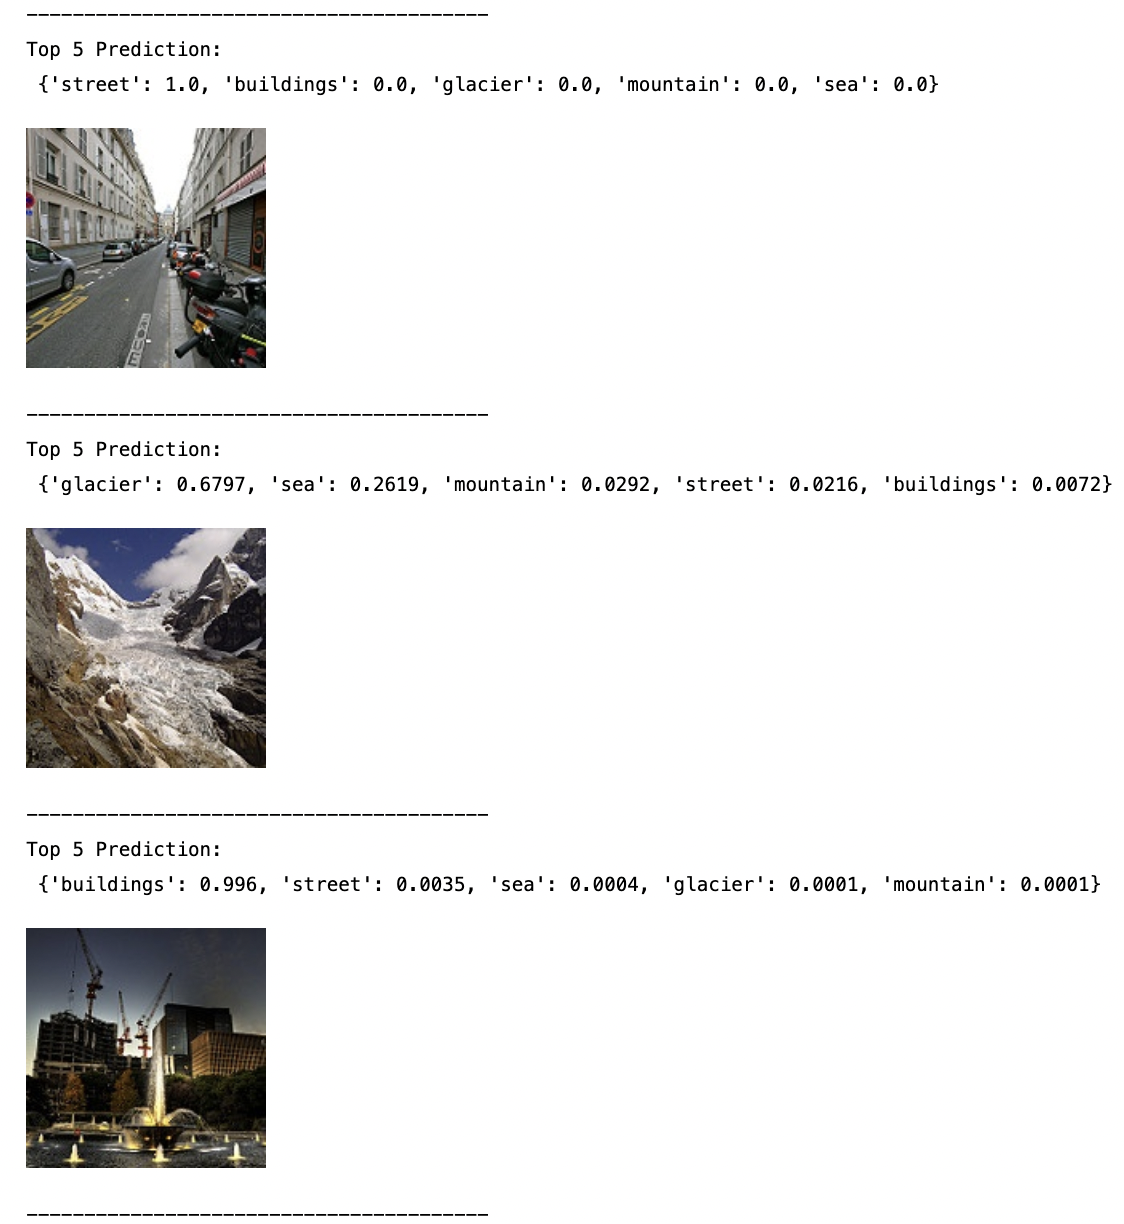 ----------------------------------------
Top 5 Prediction:
{'street': 1.0, 'buildings': 0.0, 'glacier': 0.0, 'mountain': 0.0, 'sea': 0.0}
----------------------------------------
Top 5 Prediction:
{'glacier': 0.6797, 'sea': 0.2619, 'mountain': 0.0292, 'street': 0.0216, 'buildings': 0.0072}
----------------------------------------
Top 5 Prediction:
{'buildings': 0.996, 'street': 0.0035, 'sea': 0.0004, 'glacier': 0.0001, 'mountain': 0.0001}
----------------------------------------